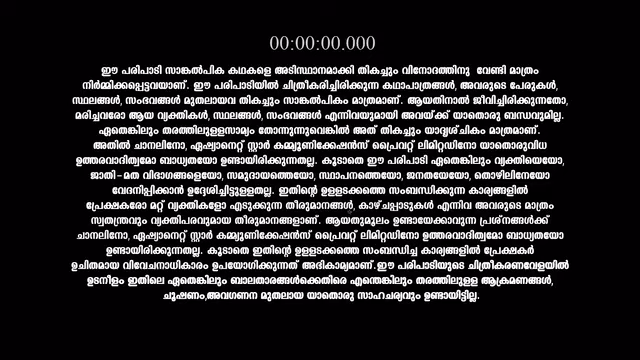 00:00:00.000
ഈ പരിപാടി സാങ്കൽപിക കഥകളെ അടിസ്ഥാനമാക്കി തികച്ചും വിനോദത്തിനു വേണ്ടി മാത്രം
നിർമ്മിക്കപ്പെട്ടവയാണ്. ഈ പരിപാടിയിൽ ചിത്രീകരിച്ചിരിക്കുന്ന കഥാപാത്രങ്ങൾ, അവരുടെ പേരുകൾ,
സ്ഥലങ്ങൾ, സംഭവങ്ങൾ മുതലായവ തികച്ചും സാങ്കൽപികം മാത്രമാണ്. ആയതിനാൽ ജീവിച്ചിരിക്കുന്നതോ,
മരിച്ചവരോ ആയ വ്യക്തികൾ, സ്ഥലങ്ങൾ, സംഭവങ്ങൾ എന്നിവയുമായി അവയ്ക്ക് യാതൊരു ബന്ധവുമില്ല.
ഏതെങ്കിലും തരത്തിലുളളസാമ്യം തോന്നുന്നുവെങ്കിൽ അത് തികച്ചും യാദൃശ്ചികം മാത്രമാണ്.
അതിൽ ചാനലിനോ, ഏഷ്യാനെറ്റ് സ്റ്റാർ കമ്മ്യൂണിക്കേഷൻസ് പ്രൈവറ്റ് ലിമിറ്റഡിനോ യാതൊരുവിധ
ഉത്തരവാദിത്വമോ ബാധ്യതയോ ഉണ്ടായിരിക്കുന്നതല്ല. കൂടാതെ ഈ പരിപാടി ഏതെങ്കിലും വ്യക്തിയെയോ,
ജാതി-മത വിഭാഗങ്ങളെയോ, സമുദായത്തെയോ, സ്ഥാപനത്തെയോ, ജനതയേയോ, തൊഴിലിനേയോ
വേദനിപ്പിക്കാൻ ഉദ്ദേശിച്ചിട്ടുളളതല്ല. ഇതിന്റെ ഉളളടക്കത്തെ സംബന്ധിക്കുന്ന കാര്യങ്ങളിൽ
പ്രേക്ഷകരോ മറ്റ് വ്യക്തികളോ എടുക്കുന്ന തീരുമാനങ്ങൾ, കാഴ്ചപ്പാടുകൾ എന്നിവ അവരുടെ മാത്രം
സ്വതന്ത്രവും വ്യക്തിപരവുമായ തീരുമാനങ്ങളാണ്. ആയതുമൂലം ഉണ്ടായേക്കാവുന്ന പ്രശ്നങ്ങൾക്ക്
ചാനലിനോ, ഏഷ്യാനെറ്റ് സ്റ്റാർ കമ്മ്യൂണിക്കേഷൻസ് പ്രൈവറ്റ് ലിമിറ്റഡിനോ ഉത്തരവാദിത്വമോ ബാധ്യതയോ
ഉണ്ടായിരിക്കുന്നതല്ല. കൂടാതെ ഇതിന്റെ ഉളളടക്കത്തെ സംബന്ധിച്ച കാര്യങ്ങളിൽ പ്രേക്ഷകർ
ഉചിതമായ വിവേചനാധികാരം ഉപയോഗിക്കുന്നത് അഭികാമ്യമാണ്.ഈ പരിപാടിയുടെ ചിത്രീകരണവേളയിൽ
ഉടനീളം ഇതിലെ ഏതെങ്കിലും ബാലതാരങ്ങൾക്കെതിരെ എന്തെങ്കിലും തരത്തിലുളള ആക്രമണങ്ങൾ,
ചൂഷണം,അവഗണന മുതലായ യാതൊരു സാഹചര്യവും ഉണ്ടായിട്ടില്ല.